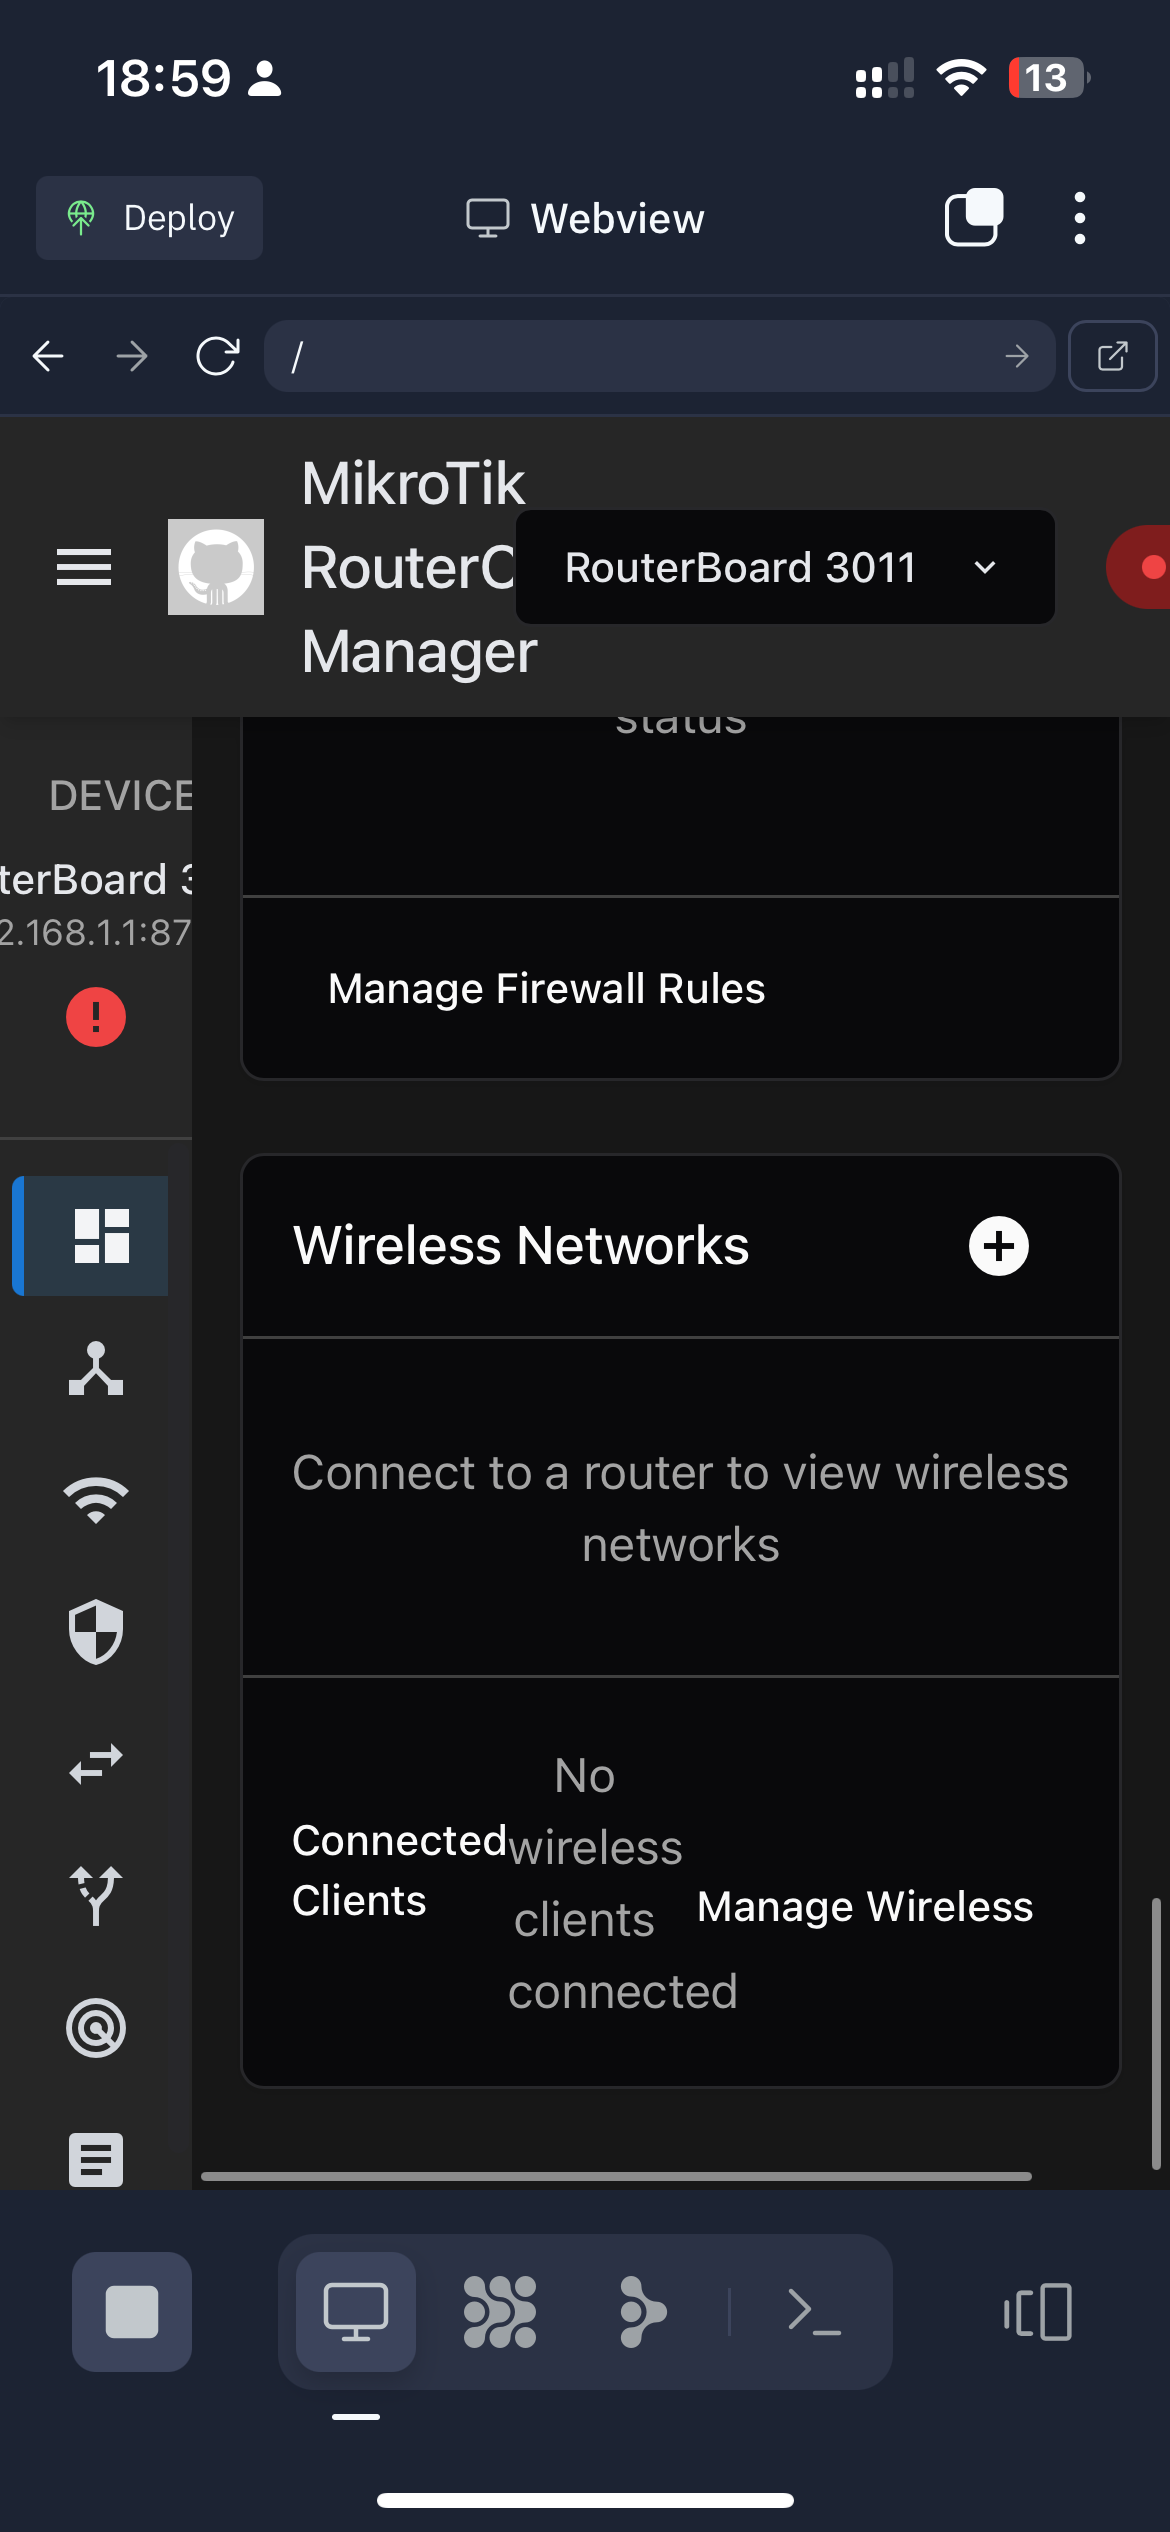 18:59
13
Deploy
Webview
/
MikroTik
RouterO
Manager
RouterBoard 3011
status
DEVICE
terBoard 3
2.168.1.1:87
Manage Firewall Rules
Wireless Networks
Connect to a router to view wireless
networks
Connected
Clients
No
wireless
clients
connected
Manage Wireless